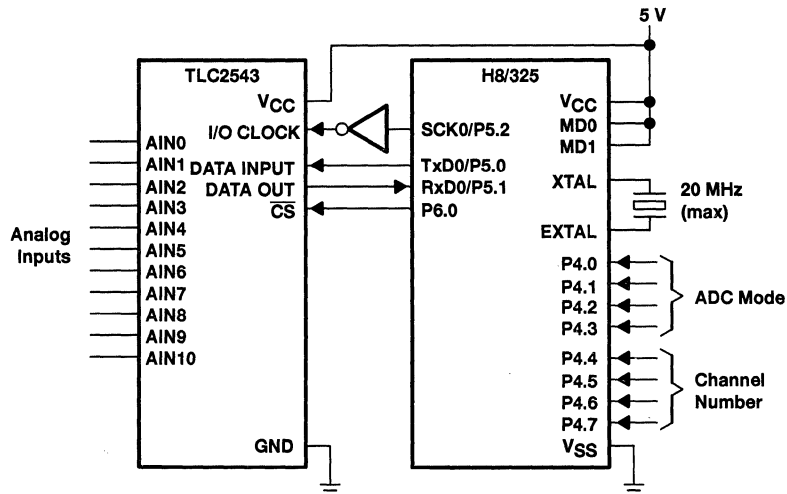 5 V
TLC2543
H8/325
VCC
I/O CLOCK
DATA INPUT
DATA OUT
CS
AIN0
AIN1
AIN2
AIN3
AIN4
AIN5
AIN6
AIN7
AIN8
AIN9
AIN10
Analog
Inputs
GND
SCK0/P5.2
TxD0/P5.0
RxD0/P5.1
P6.0
VCC
MD0
MD1
XTAL
EXTAL
20 MHz
(max)
P4.0
P4.1
P4.2
P4.3
ADC Mode
P4.4
P4.5
P4.6
P4.7
Channel
Number
VSS